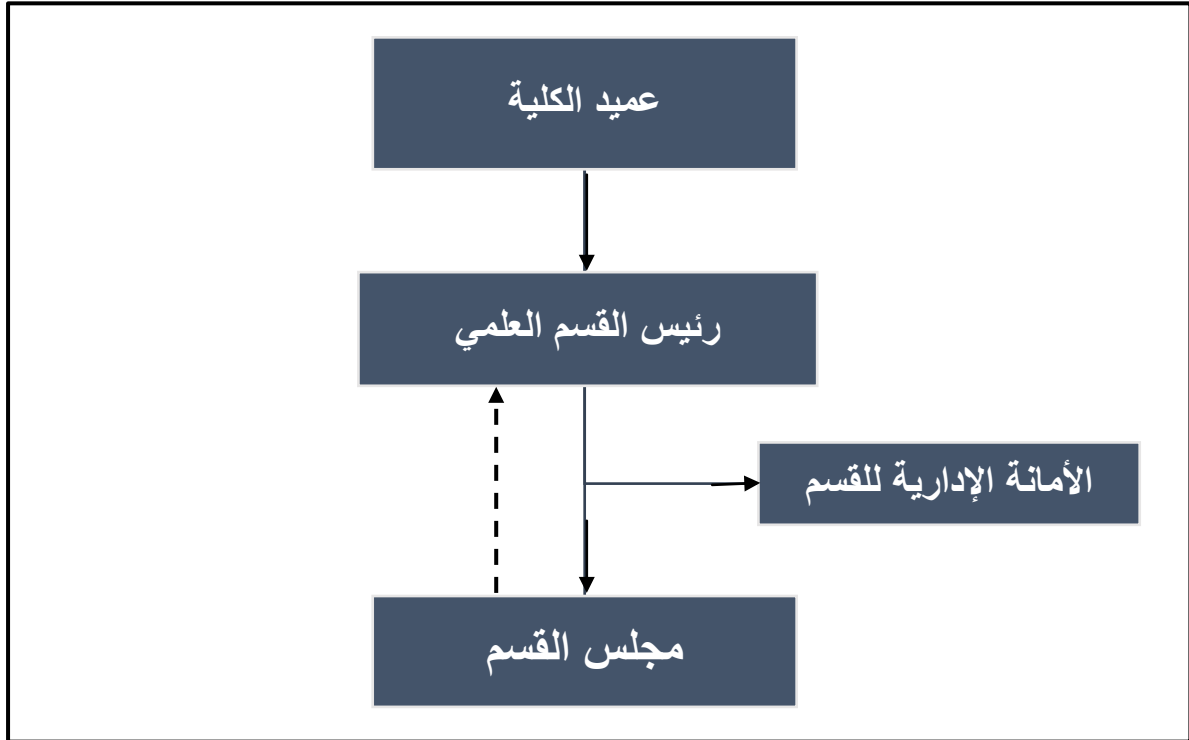 عميد الكلية
رئيس القسم العلمي
الأمانة الإدارية للقسم
مجلس القسم